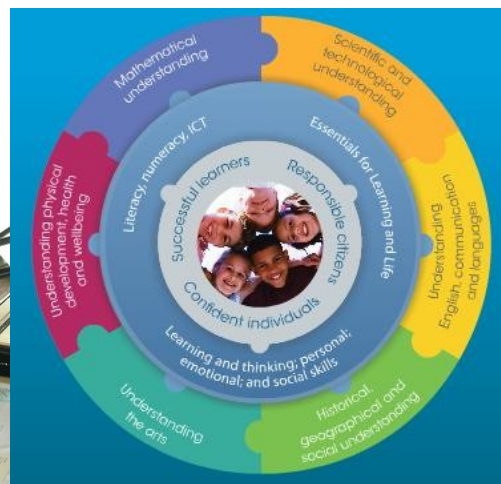 Mathematical
understanding
Scientific and
technological
understanding
Understanding
English, communication
and languages
Historical,
geographical and
social understanding
Understanding
the arts
Understanding physical
development, health
and wellbeing
Literacy, numeracy, ICT
Essentials for Learning and Life
Learning and thinking; personal;
emotional; and social skills
Successful learners
Responsible citizens
Confident individuals